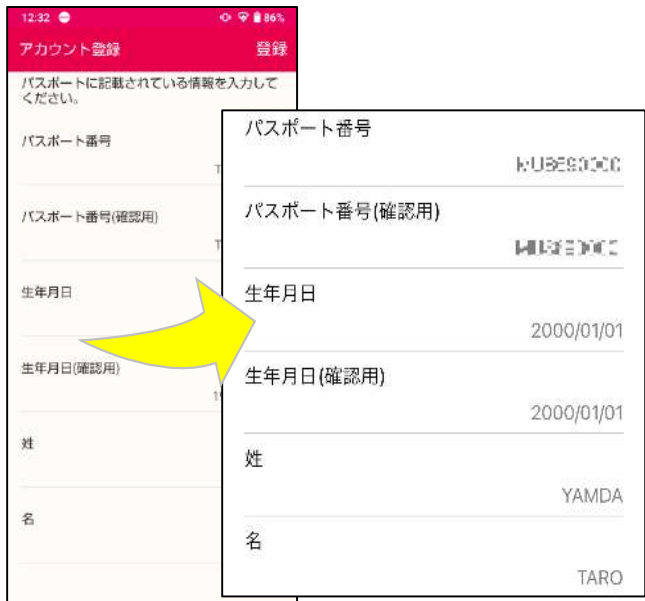 12:32
86%
アカウント登録
登録
パスポートに記載されている情報を入力して
ください。
パスポート番号
T
パスポート番号(確認用)
T
生年月日
生年月日(確認用)
19
姓
名
パスポート番号
パスポート番号(確認用)
生年月日
2000/01/01
生年月日(確認用)
2000/01/01
姓
YAMDA
名
TARO